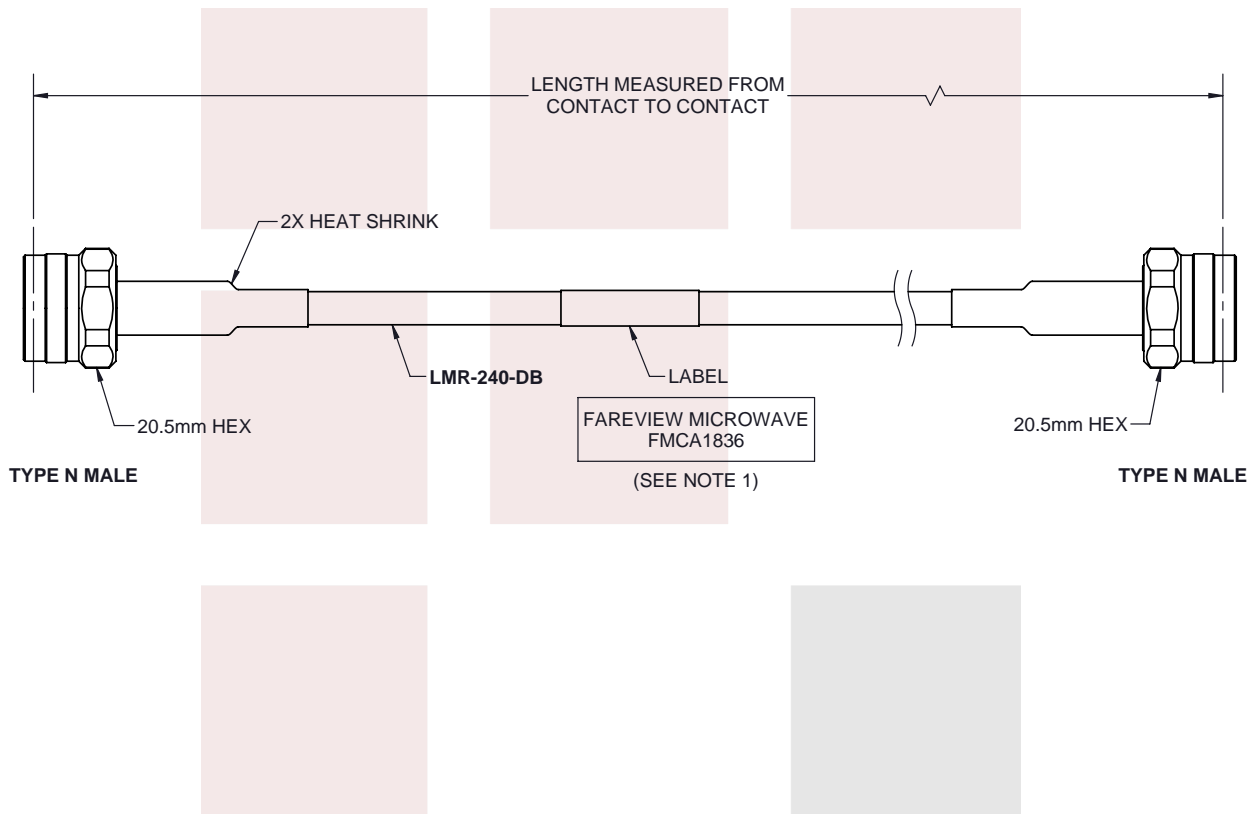 LENGTH MEASURED FROM
CONTACT TO CONTACT
2X HEAT SHRINK
LMR-240-DB
LABEL
FAREVIEW MICROWAVE
FMCA1836
(SEE NOTE 1)
20.5mm HEX
20.5mm HEX
TYPE N MALE
TYPE N MALE